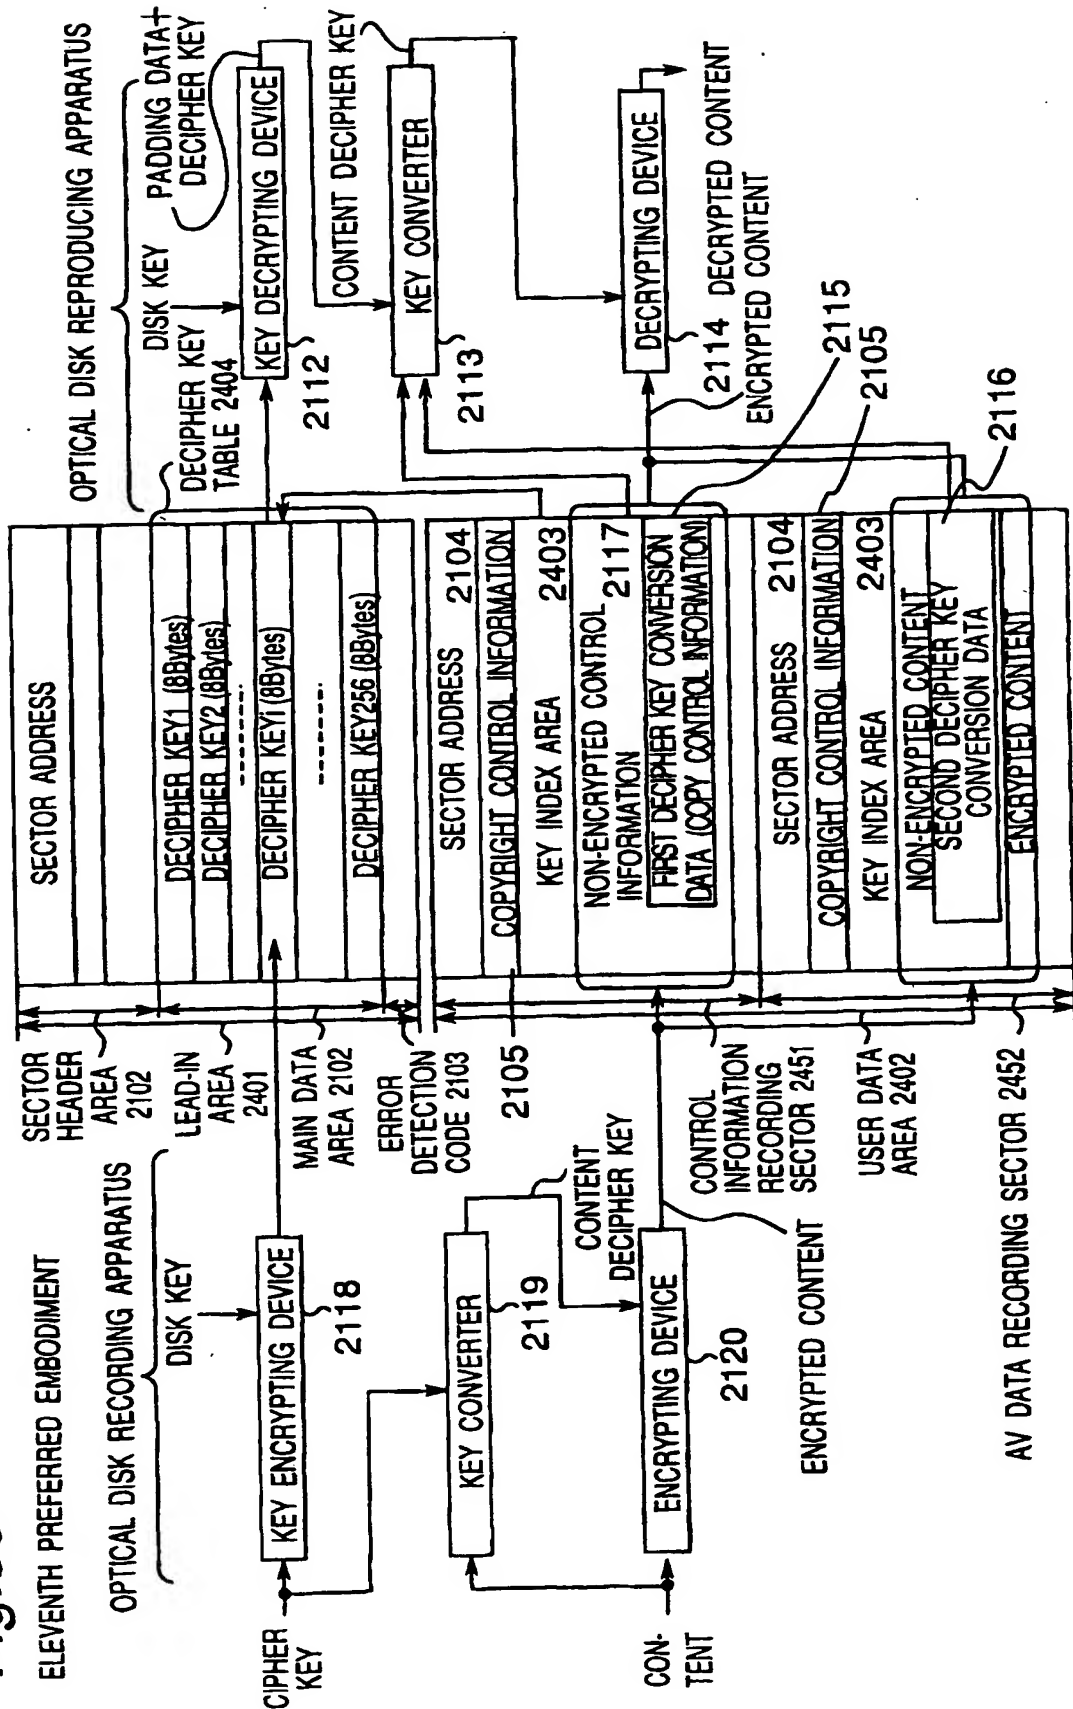 ELEVENTH PREFERRED EMBODIMENT
OPTICAL DISK RECORDING APPARATUS
DISK KEY
CIPHER
KEY
KEY ENCRYPTING DEVICE
2118
KEY CONVERTER
2119
CONTENT
DECIPHER KEY
CON-
TENT
ENCRYPTING DEVICE
2120
ENCRYPTED CONTENT
SECTOR
HEADER
AREA
2102
LEAD-IN
AREA
2401
MAIN DATA
AREA 2102
ERROR
DETECTION
CODE 2103
2105
CONTROL
INFORMATION
RECORDING
SECTOR 2451
USER DATA
AREA 2402
AV DATA RECORDING SECTOR 2452
SECTOR ADDRESS
DECIPHER KEY1 (8Bytes)
DECIPHER KEY2 (8Bytes)
DECIPHER KEYi (8Bytes)
DECIPHER KEY256 (8Bytes)
SECTOR ADDRESS 2104
COPYRIGHT CONTROL INFORMATION
KEY INDEX AREA 2403
NON-ENCRYPTED CONTROL
INFORMATION 2117
FIRST DECIPHER KEY CONVERSION
DATA (COPY CONTROL INFORMATION)
SECTOR ADDRESS 2104
COPYRIGHT CONTROL INFORMATION
KEY INDEX AREA 2403
NON-ENCRYPTED CONTENT
SECOND DECIPHER KEY
CONVERSION DATA
ENCRYPTED CONTENT
OPTICAL DISK REPRODUCING APPARATUS
DECIPHER KEY
TABLE 2404
DISK KEY
PADDING DATA+
DECIPHER KEY
KEY DECRYPTING DEVICE
2112
CONTENT DECIPHER KEY
KEY CONVERTER
2113
DECRYPTING DEVICE
2114
DECRYPTED CONTENT
ENCRYPTED CONTENT
2115
2105
2116